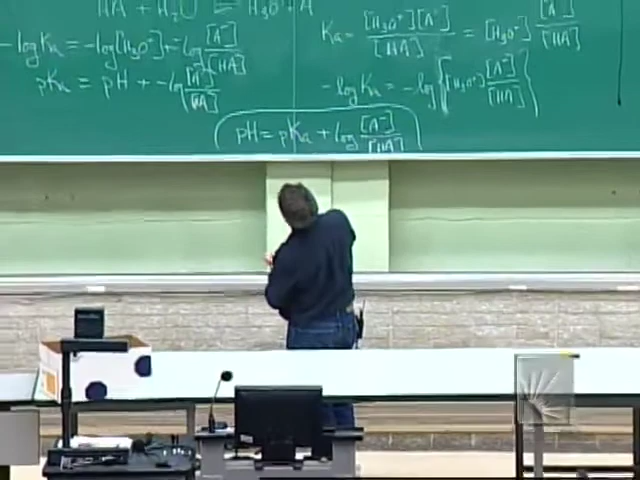 HA + H₂O ⇌ H₃O⁺ + A
-log Ka = -log[H₃O⁺] + -log [A⁻]/[HA]
pKa = pH + -log [A⁻]/[HA]
Ka = [H₃O⁺][A⁻]/[HA] = [H₃O⁺] [A⁻]/[HA]
-log Ka = -log{[H₃O⁺] [A⁻]/[HA]}
pH = pKa + log [A⁻]/[HA]